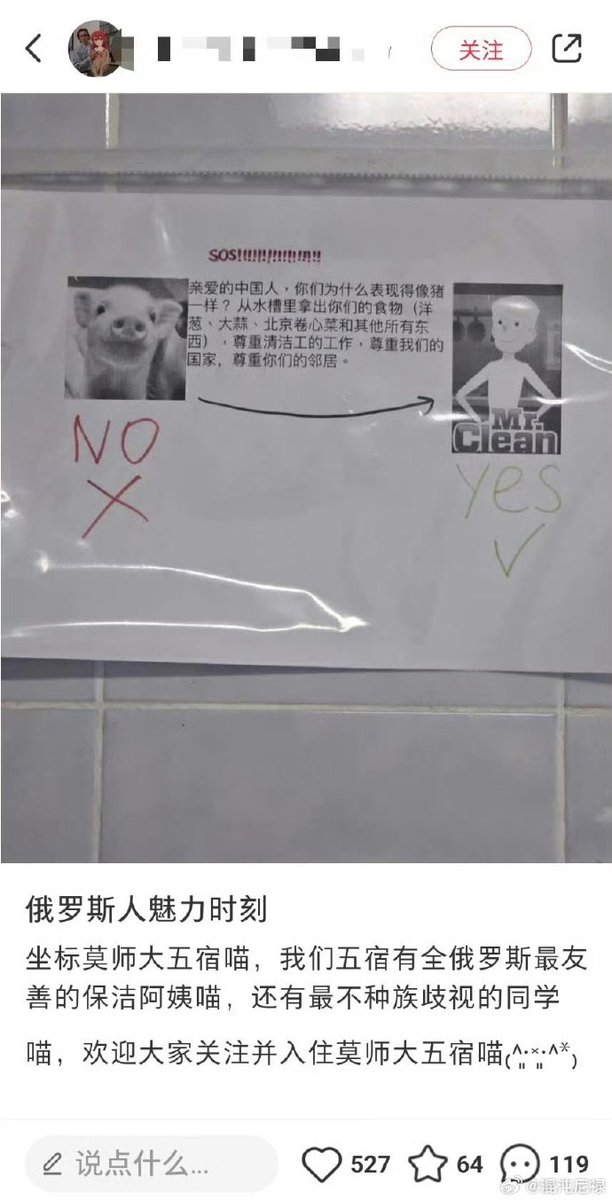 关注
SOS!!!!!!/!!!!!!!!!
亲爱的中国人，你们为什么表现得像猪
一样？从水槽里拿出你们的食物（洋
葱、大蒜、北京卷心菜和其他所有东
西），尊重清洁工的工作，尊重我们的
国家，尊重你们的邻居。
Mr.
Clean
NO
yes
俄罗斯人魅力时刻
坐标莫师大五宿喵，我们五宿有全俄罗斯最友
善的保洁阿姨喵，还有最不种族歧视的同学
喵，欢迎大家关注并入住莫师大五宿喵
说点什么...
527
64
119
@混沌尼禄